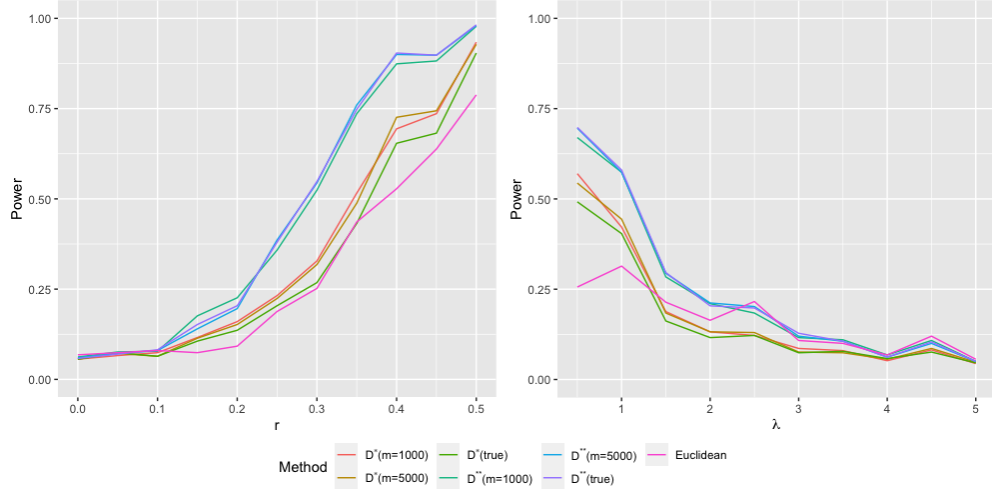 1.00
0.75
0.50
0.25
0.00
Power
0.0 0.1 0.2 0.3 0.4 0.5
r
1.00
0.75
0.50
0.25
0.00
Power
1 2 3 4 5
λ
Method
D*(m=1000) D*(true) D**(m=5000) Euclidean
D*(m=5000) D**(m=1000) D**(true)